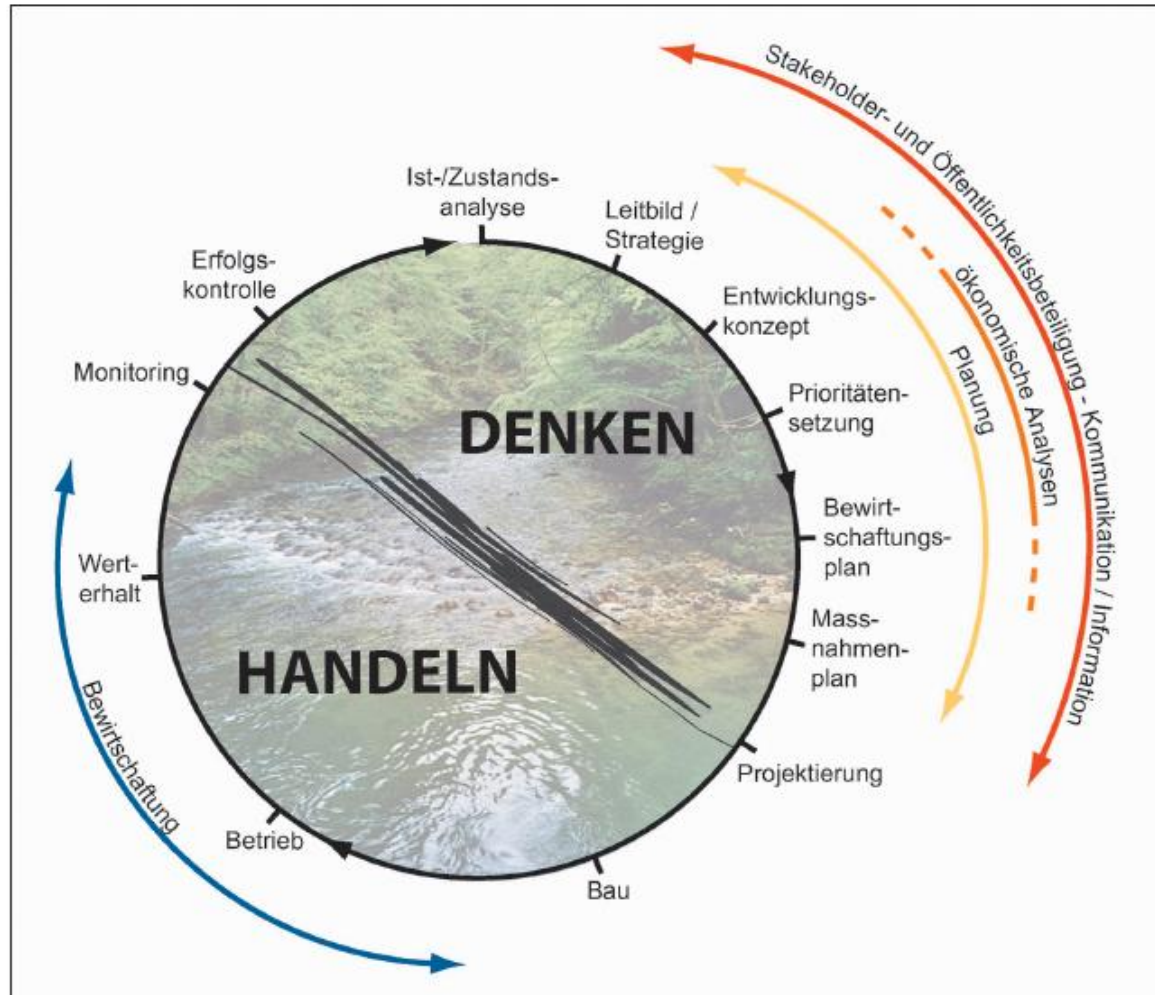 Stakeholder- und Öffentlichkeitsbeteiligung - Kommunikation / Information
ökonomische Analysen
Planung
Ist-/Zustands-
analyse
Leitbild /
Strategie
Entwicklungs-
konzept
Prioritäten-
setzung
Bewirt-
schaftungs-
plan
Mass-
nahmen-
plan
Projektierung
Bau
Betrieb
Wert-
erhalt
Monitoring
Erfolgs-
kontrolle
DENKEN
HANDELN
Bewirtschaftung